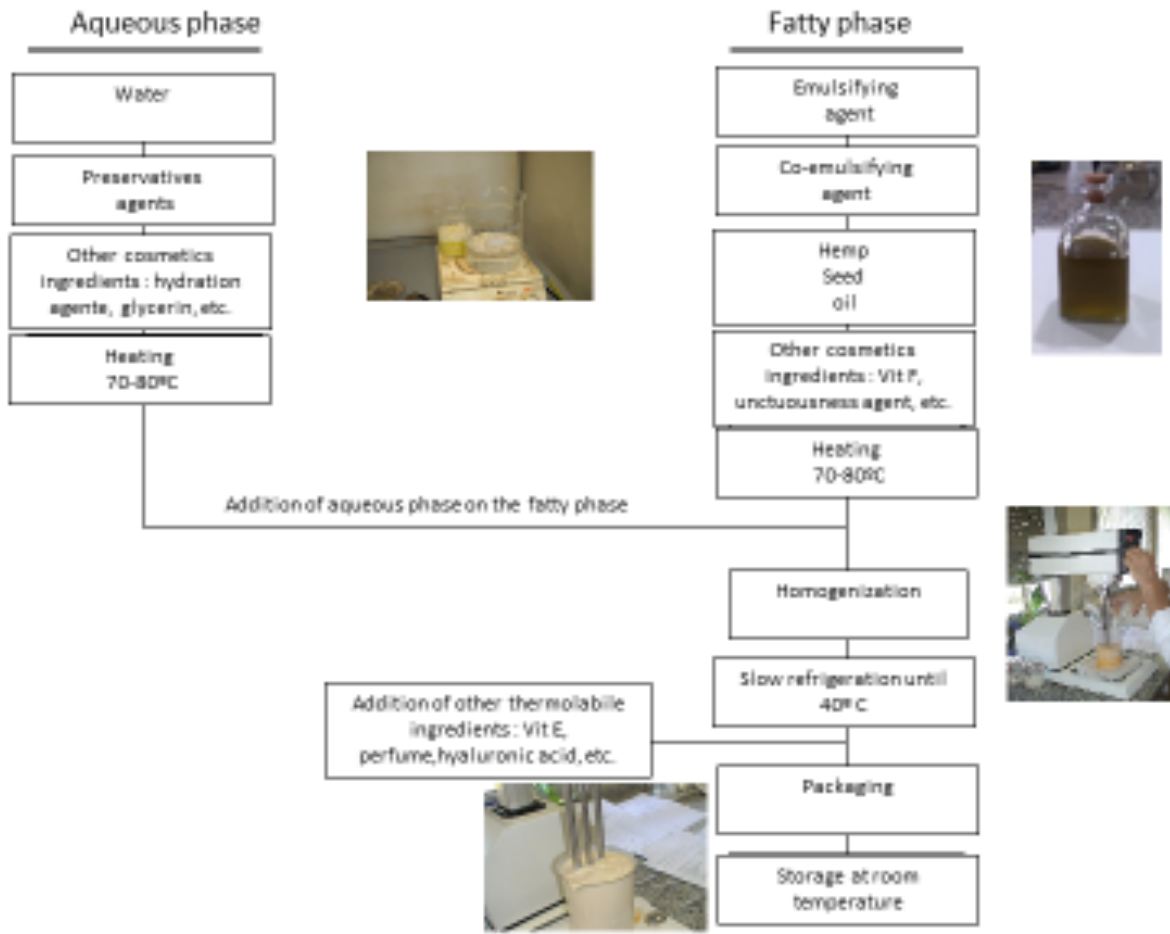 Aqueous phase
Water
Preservatives
agents
Other cosmetics
ingredients : hydration
agente, glycerin, etc.
Heating
70-80ºC
Fatty phase
Emulsifying
agent
Co-emulsifying
agent
Hemp
Seed
oil
Other cosmetics
ingredients : Vit F,
unctuousness agent, etc.
Heating
70-80ºC
Addition of aqueous phase on the fatty phase
Homogenization
Slow refrigeration until
40º C
Addition of other thermolabile
ingredients : Vit E,
perfume, hyaluronic acid, etc.
Packaging
Storage at room
temperature